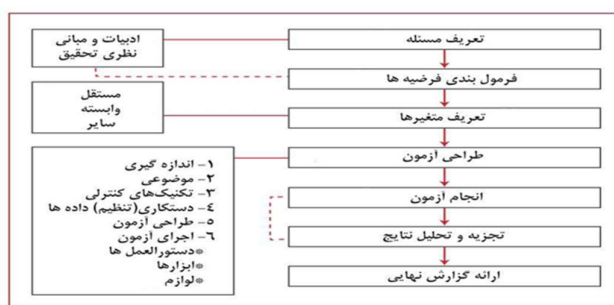 تعریف مسئله
فرمول بندی فرضیه ها
تعریف متغیرها
طراحی آزمون
انجام آزمون
تجزیه و تحلیل نتایج
ارائه گزارش نهایی
ادبیات و مبانی
نظری تحقیق
مستقل
وابسته
سایر
۱- اندازه گیری
۲- موضوعی
۳- تکنیک‌های کنترلی
٤- دستکاری(تنظیم) داده ها
۵- طراحی آزمون
٦- اجرای آزمون
*دستورالعمل ها
*ابزارها
*لوازم